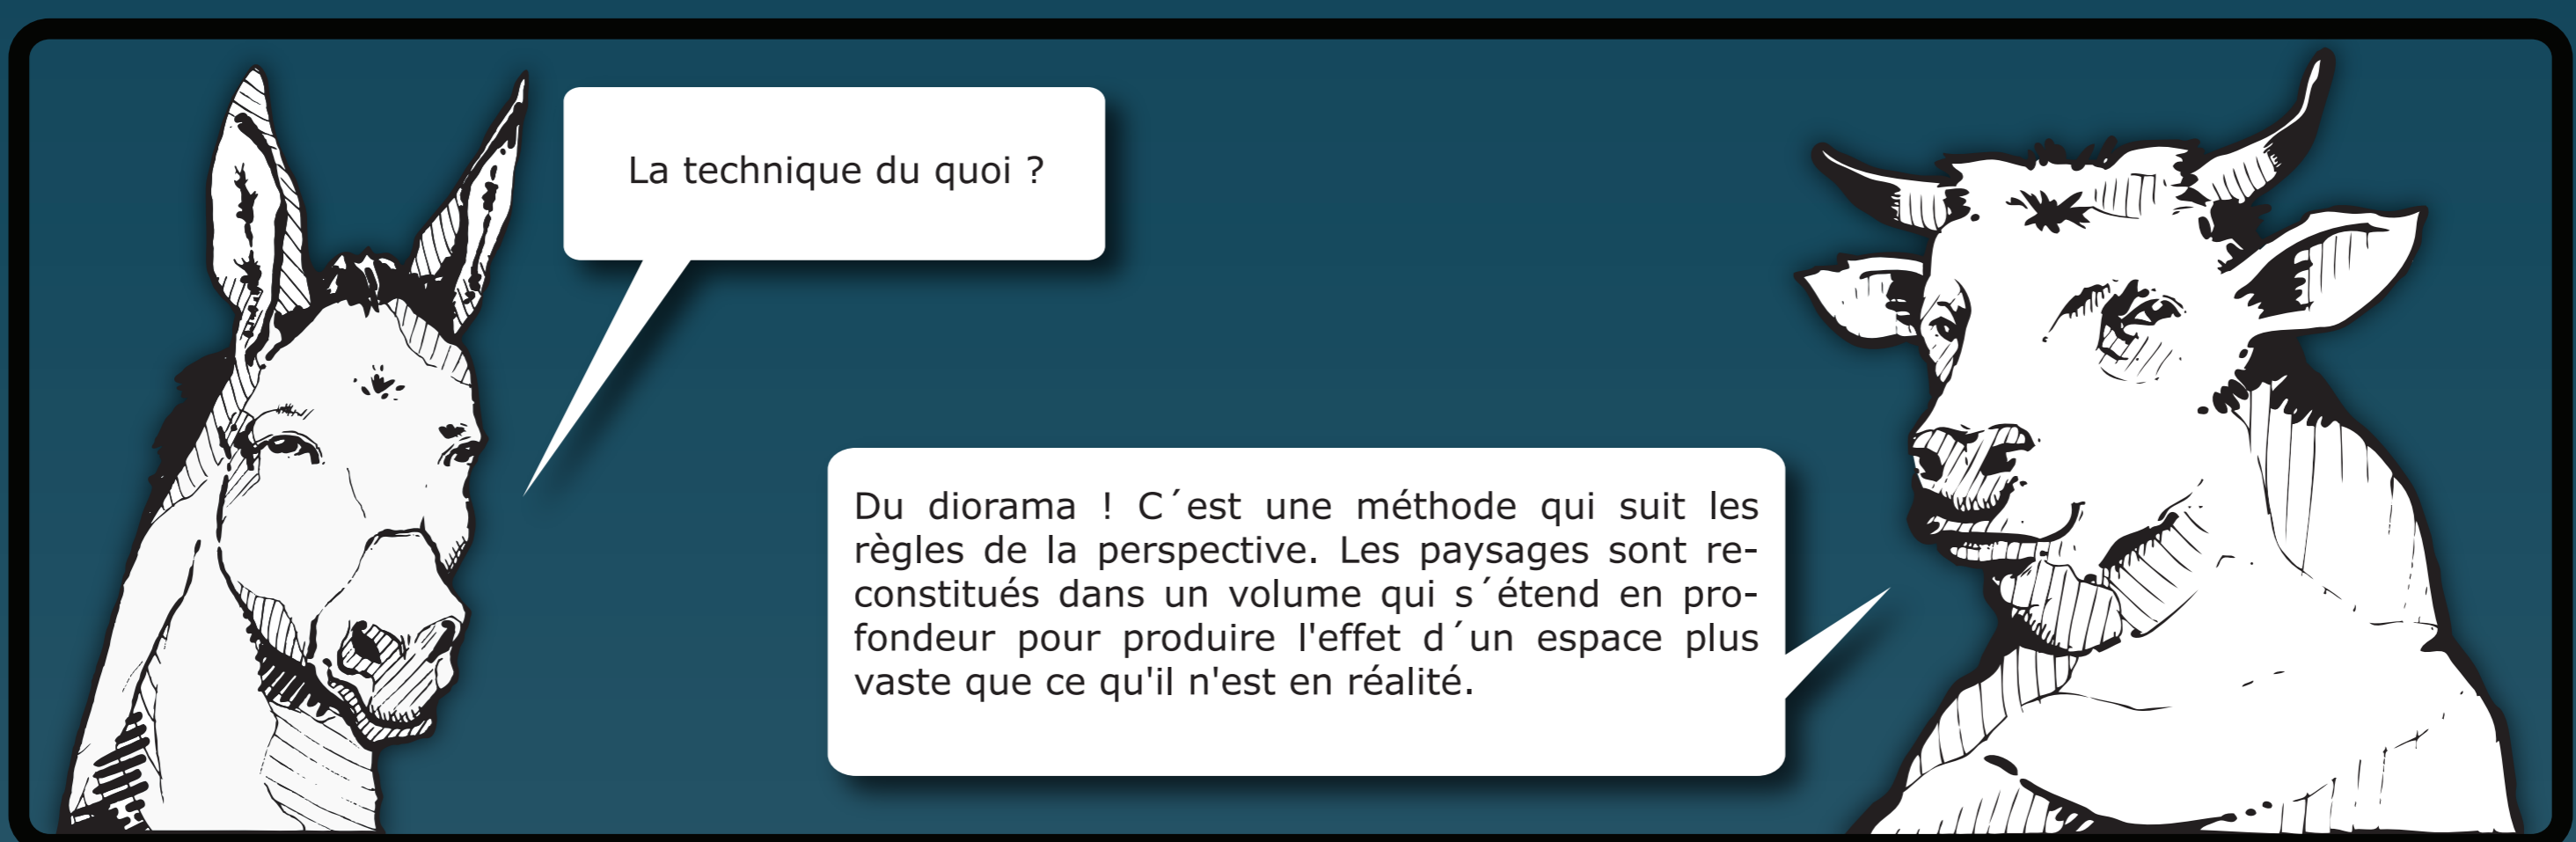 La technique du quoi ?
Du diorama ! C´est une méthode qui suit les
règles de la perspective. Les paysages sont re-
constitués dans un volume qui s´étend en pro-
fondeur pour produire l'effet d´un espace plus
vaste que ce qu'il n'est en réalité.